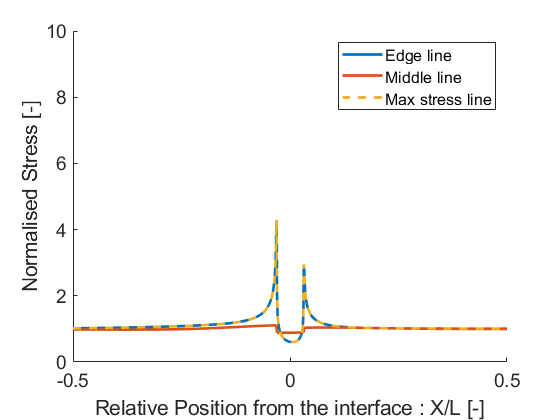 10
8
6
4
2
0
-0.5
0
0.5
Normalised Stress [-]
Relative Position from the interface : X/L [-]
Edge line
Middle line
Max stress line